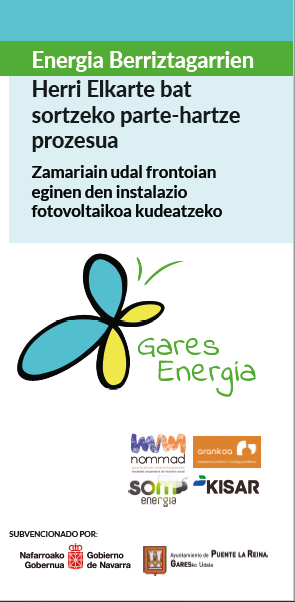 Energia Berriztagarrien
Herri Elkarte bat
sortzeko parte-hartze
prozesua
Zamariain udal frontoian
eginen den instalazio
fotovoltaikoa kudeatzeko
Gares
Energia
nommad
arankoa
som
energia
KISAR
SUBVENCIONADO POR:
Nafarroako
Gobernua
Gobierno
de Navarra
Ayuntamiento de PUENTE LA REINA,
GARESko Udala